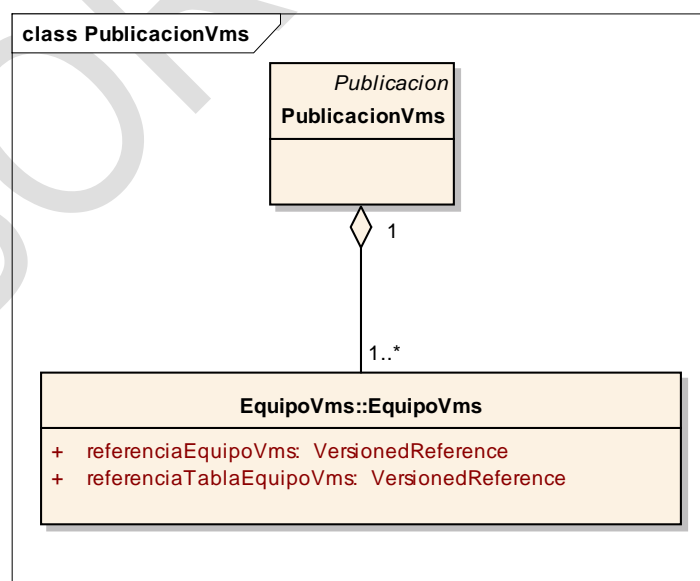 class PublicacionVms
Publicacion
PublicacionVms
1
1..*
EquipoVms::EquipoVms
+ referenciaEquipoVms: VersionedReference
+ referenciaTablaEquipoVms: VersionedReference